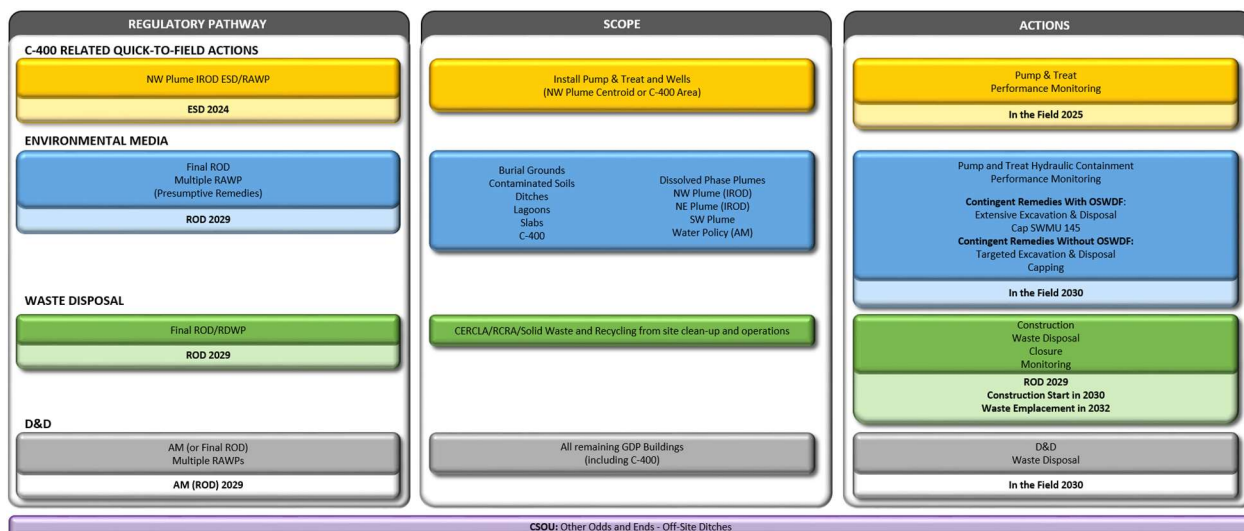 REGULATORY PATHWAY
SCOPE
ACTIONS
C-400 RELATED QUICK-TO-FIELD ACTIONS
NW Plume IROD ESD/RAWP
ESD 2024
Install Pump & Treat and Wells
(NW Plume Centroid or C-400 Area)
Pump & Treat
Performance Monitoring
In the Field 2025
ENVIRONMENTAL MEDIA
Final ROD
Multiple RAWP
(Presumptive Remedies)
ROD 2029
Burial Grounds
Contaminated Soils
Ditches
Lagoons
Slabs
C-400
Dissolved Phase Plumes
NW Plume (IROD)
NE Plume (IROD)
SW Plume
Water Policy (AM)
Pump and Treat Hydraulic Containment
Performance Monitoring
Contingent Remedies With OSWDF:
Extensive Excavation & Disposal
Cap SWMU 145
Contingent Remedies Without OSWDF:
Targeted Excavation & Disposal
Capping
In the Field 2030
WASTE DISPOSAL
Final ROD/RDWP
ROD 2029
CERCLA/RCRA/Solid Waste and Recycling from site clean-up and operations
Construction
Waste Disposal
Closure
Monitoring
ROD 2029
Construction Start in 2030
Waste Emplacement in 2032
D&D
AM (or Final ROD)
Multiple RAWPs
AM (ROD) 2029
All remaining GDP Buildings
(including C-400)
D&D
Waste Disposal
In the Field 2030
CSOU: Other Odds and Ends - Off-Site Ditches